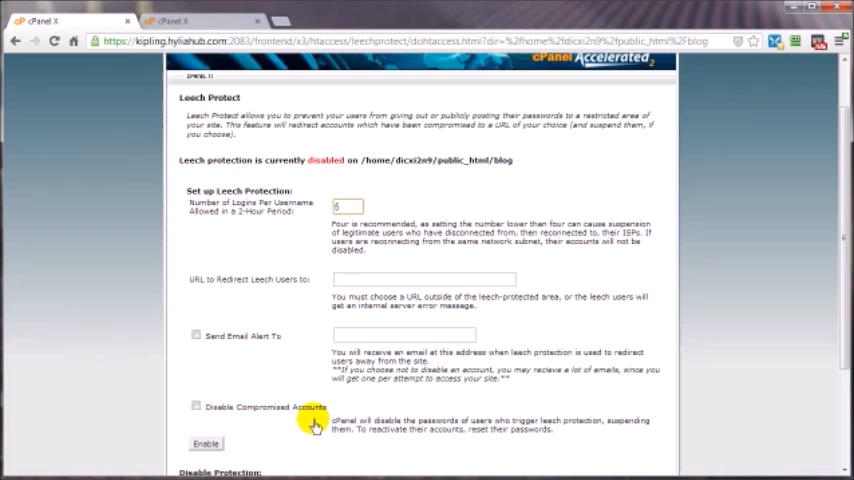 cPanel X
cPanel X
https://kipling.hyliahub.com:2083/frontend/x3/htaccess/leechprotect/dohtaccess.html?dir=%2fhome%2fdicxi2n9%2fpublic_html%2fblog
cPanel Accelerated2
CPANEL 11
Leech Protect
Leech Protect allows you to prevent your users from giving out or publicly posting their passwords to a restricted area of
your site. This feature will redirect accounts which have been compromised to a URL of your choice (and suspend them, if
you choose).
Leech protection is currently disabled on /home/dicxi2n9/public_html/blog
Set up Leech Protection:
Number of Logins Per Username
Allowed in a 2-Hour Period:
6
Four is recommended, as setting the number lower than four can cause suspension
of legitimate users who have disconnected from, then reconnected to, their ISPs. If
users are reconnecting from the same network subnet, their accounts will not be
disabled.
URL to Redirect Leech Users to:
You must choose a URL outside of the leech-protected area, or the leech users will
get an internal server error message.
Send Email Alert To
You will receive an email at this address when leech protection is used to redirect
users away from the site.
**If you choose not to disable an account, you may recieve a lot of emails, since you
will get one per attempt to access your site.**
Disable Compromised Accounts
cPanel will disable the passwords of users who trigger leech protection, suspending
them. To reactivate their accounts, reset their passwords.
Enable
Disable Protection: